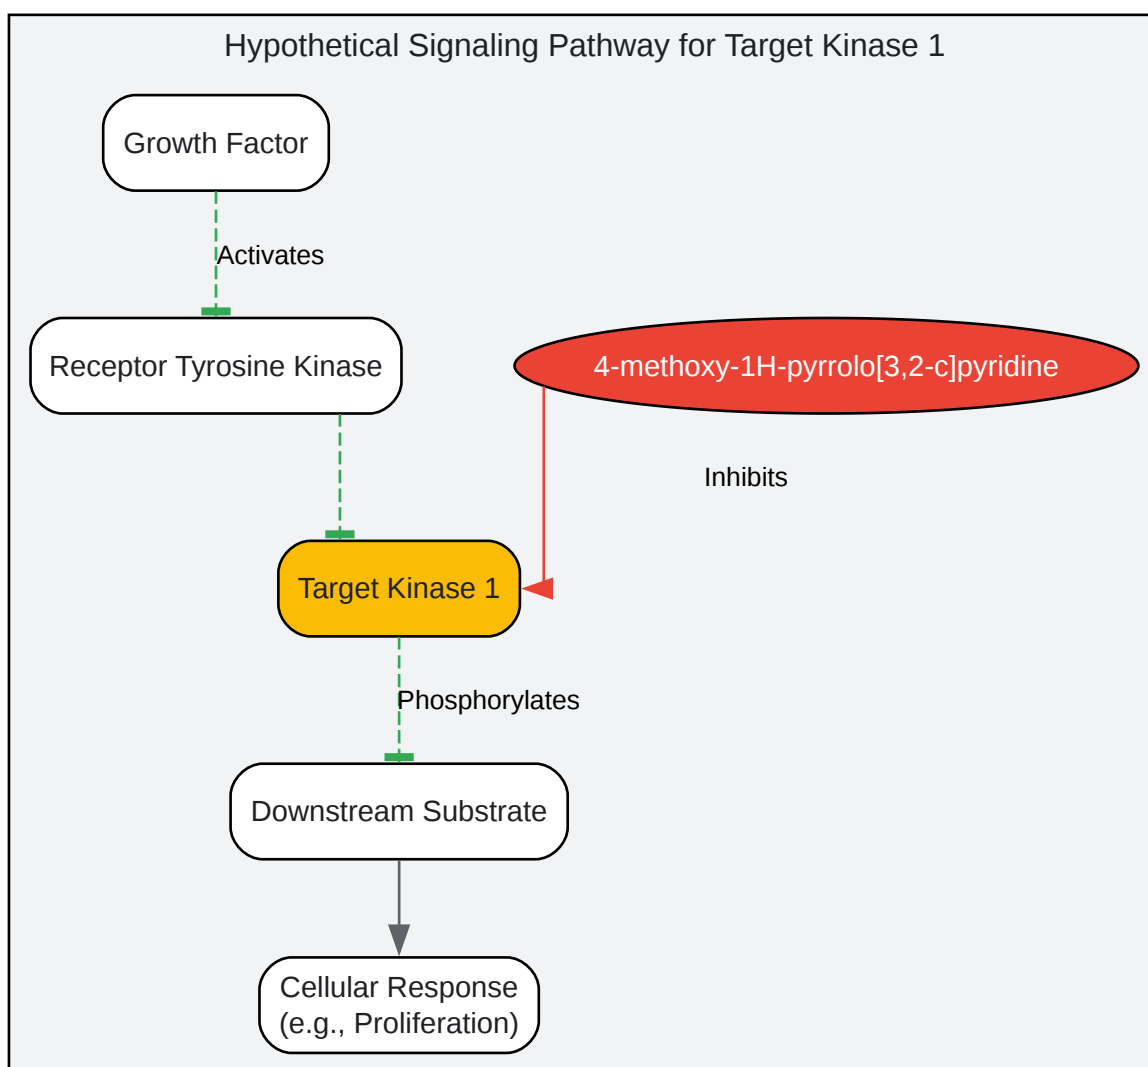 Hypothetical Signaling Pathway for Target Kinase 1
Growth Factor
Activates
Receptor Tyrosine Kinase
4-methoxy-1H-pyrrolo[3,2-c]pyridine
Inhibits
Target Kinase 1
Phosphorylates
Downstream Substrate
Cellular Response
(e.g., Proliferation)